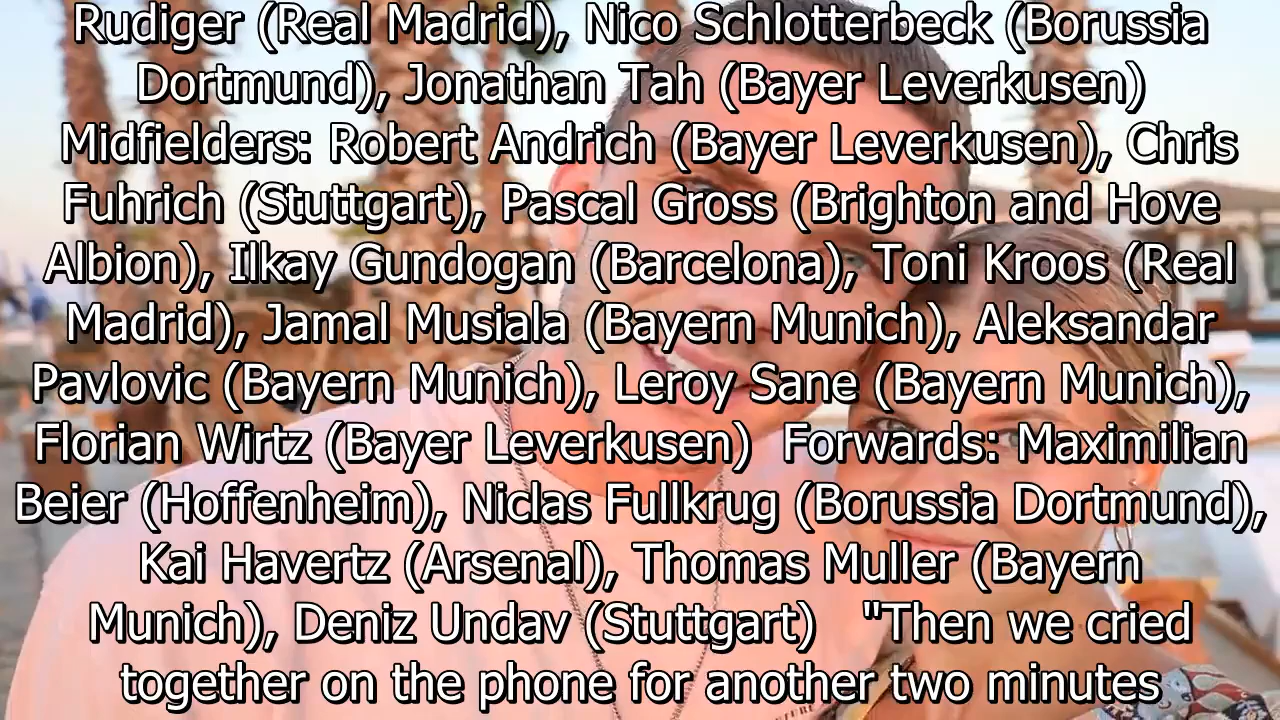 Rudiger (Real Madrid), Nico Schlotterbeck (Borussia
Dortmund), Jonathan Tah (Bayer Leverkusen)
Midfielders: Robert Andrich (Bayer Leverkusen), Chris
Fuhrich (Stuttgart), Pascal Gross (Brighton and Hove
Albion), Ilkay Gundogan (Barcelona), Toni Kroos (Real
Madrid), Jamal Musiala (Bayern Munich), Aleksandar
Pavlovic (Bayern Munich), Leroy Sane (Bayern Munich),
Florian Wirtz (Bayer Leverkusen)  Forwards: Maximilian
Beier (Hoffenheim), Niclas Fullkrug (Borussia Dortmund),
Kai Havertz (Arsenal), Thomas Muller (Bayern
Munich), Deniz Undav (Stuttgart)   "Then we cried
together on the phone for another two minutes